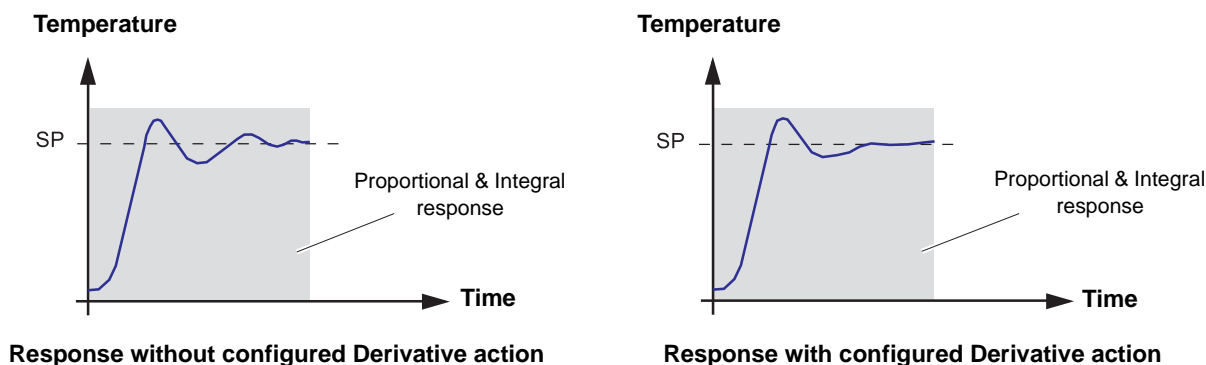 Temperature
SP
Proportional & Integral
response
Time
Response without configured Derivative action
Temperature
SP
Proportional & Integral
response
Time
Response with configured Derivative action